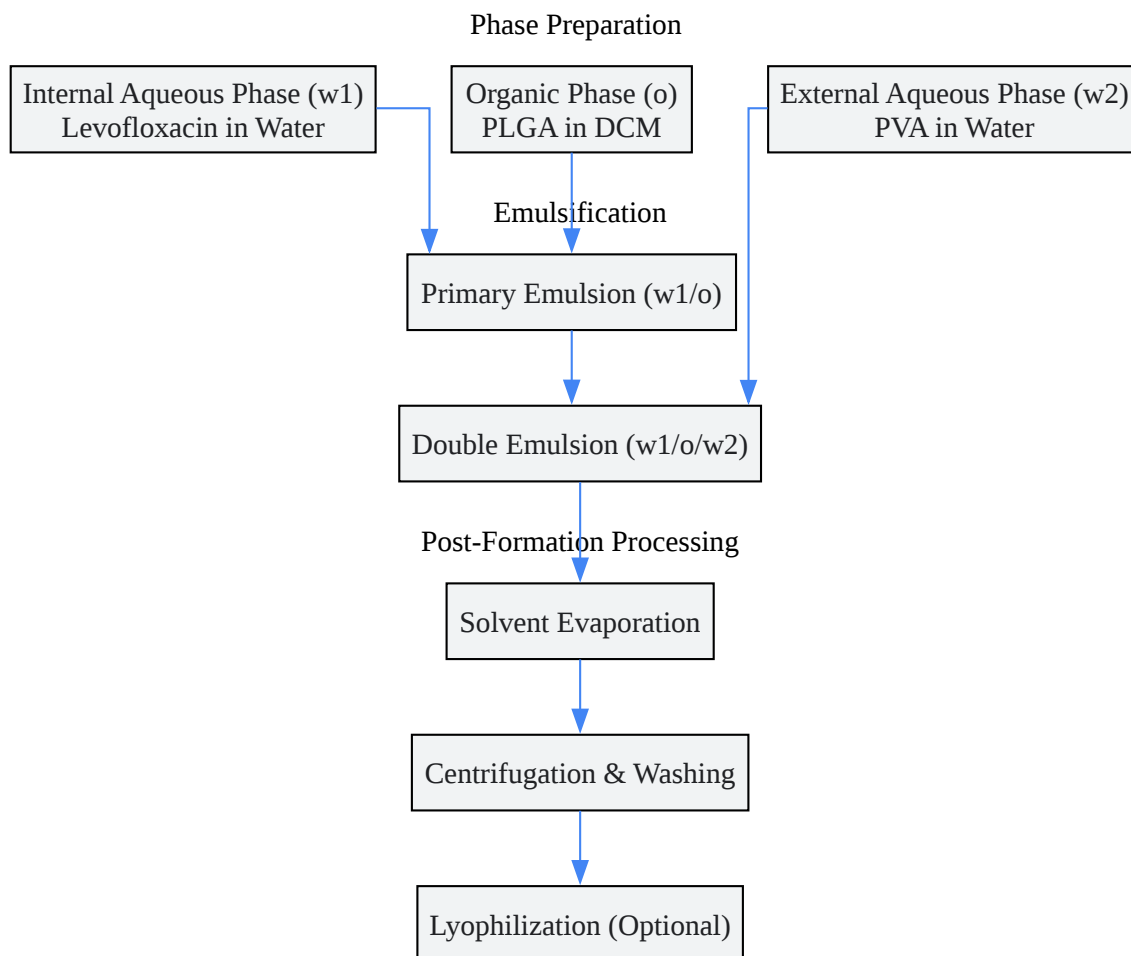 Phase Preparation
Internal Aqueous Phase (w1)
Levofloxacin in Water
Organic Phase (o)
PLGA in DCM
External Aqueous Phase (w2)
PVA in Water
Emulsification
Primary Emulsion (w1/o)
Double Emulsion (w1/o/w2)
Post-Formation Processing
Solvent Evaporation
Centrifugation & Washing
Lyophilization (Optional)